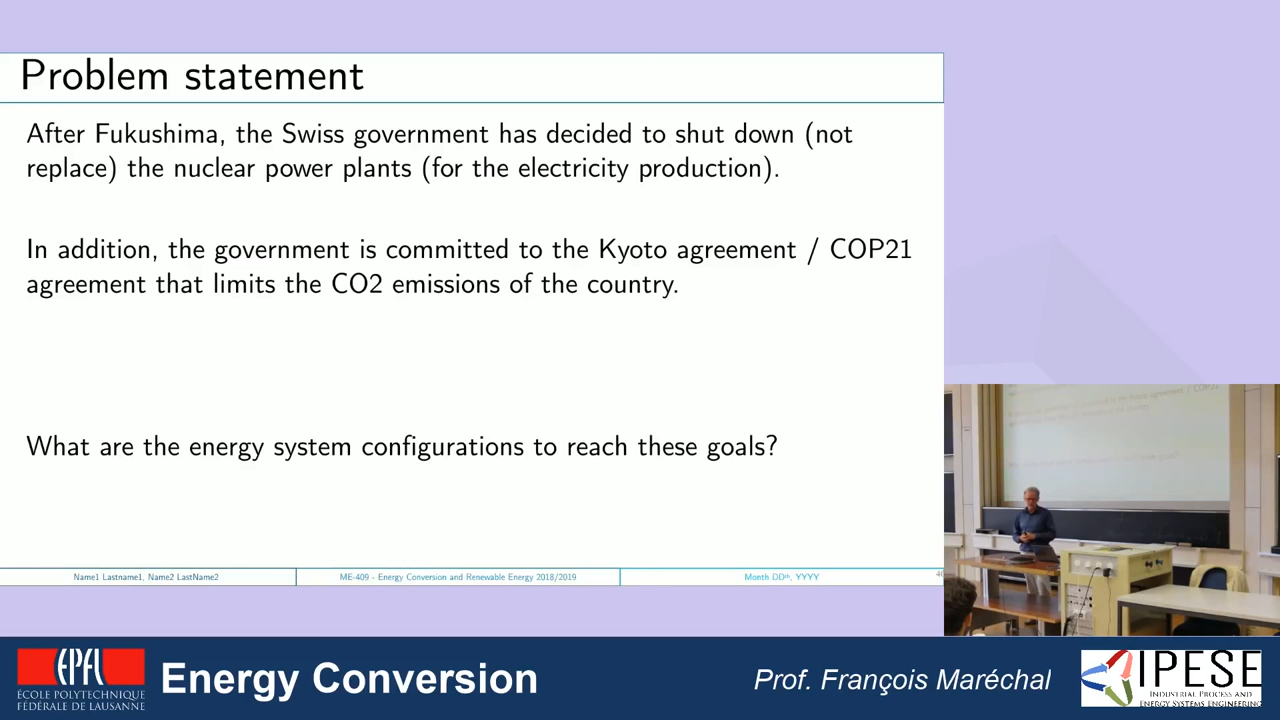 Problem statement
After Fukushima, the Swiss government has decided to shut down (not
replace) the nuclear power plants (for the electricity production).
In addition, the government is committed to the Kyoto agreement / COP21
agreement that limits the CO2 emissions of the country.
What are the energy system configurations to reach these goals?
Name1 Lastname1, Name2 LastName2
ME-409 - Energy Conversion and Renewable Energy 2018/2019
Month DDth, YYYY
EPFL
ÉCOLE POLYTECHNIQUE
FÉDÉRALE DE LAUSANNE
Energy Conversion
Prof. François Maréchal
IPESE
Industrial Process and
Energy Systems Engineering